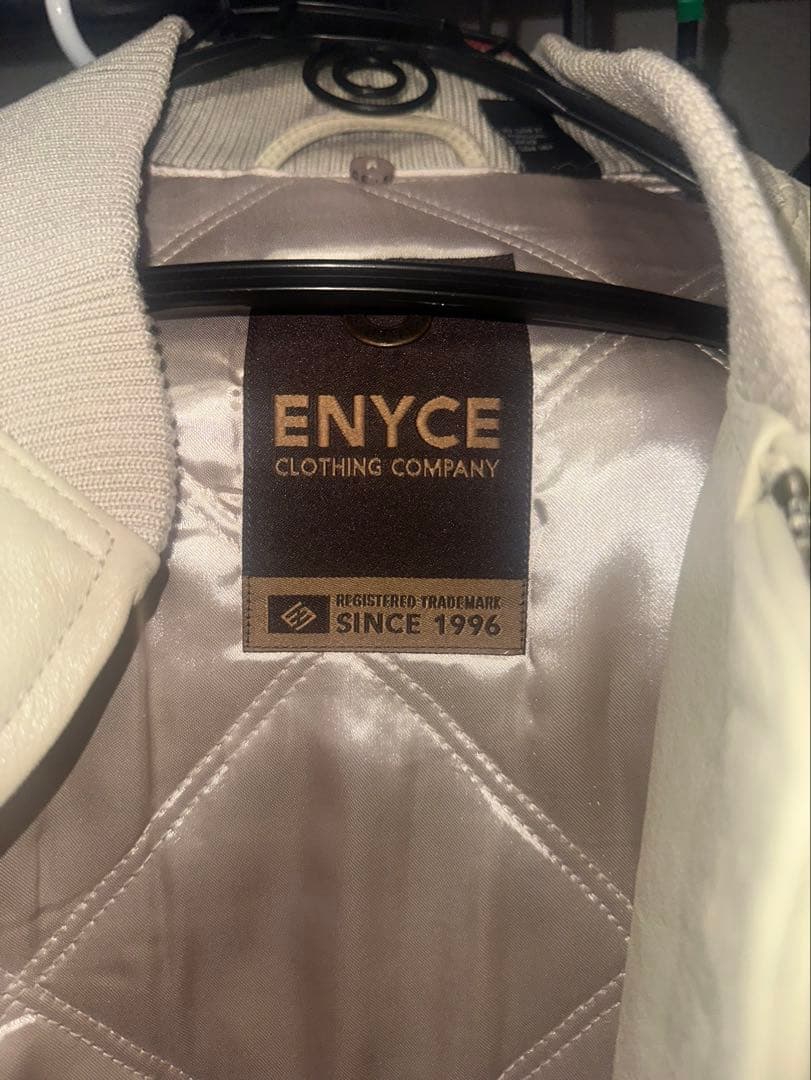 ENYCE
CLOTHING COMPANY
REGISTERED TRADEMARK
SINCE 1996